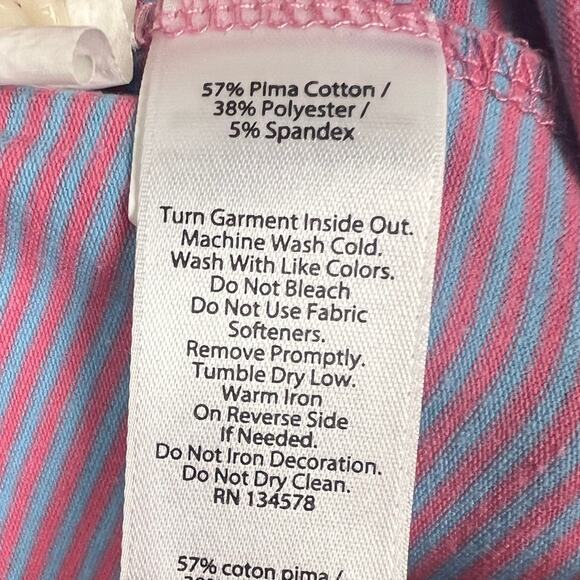 57% Pima Cotton /
38% Polyester /
5% Spandex
Turn Garment Inside Out.
Machine Wash Cold.
Wash With Like Colors.
Do Not Bleach
Do Not Use Fabric
Softeners.
Remove Promptly.
Tumble Dry Low.
Warm Iron
On Reverse Side
If Needed.
Do Not Iron Decoration.
Do Not Dry Clean.
RN 134578
57% coton pima /